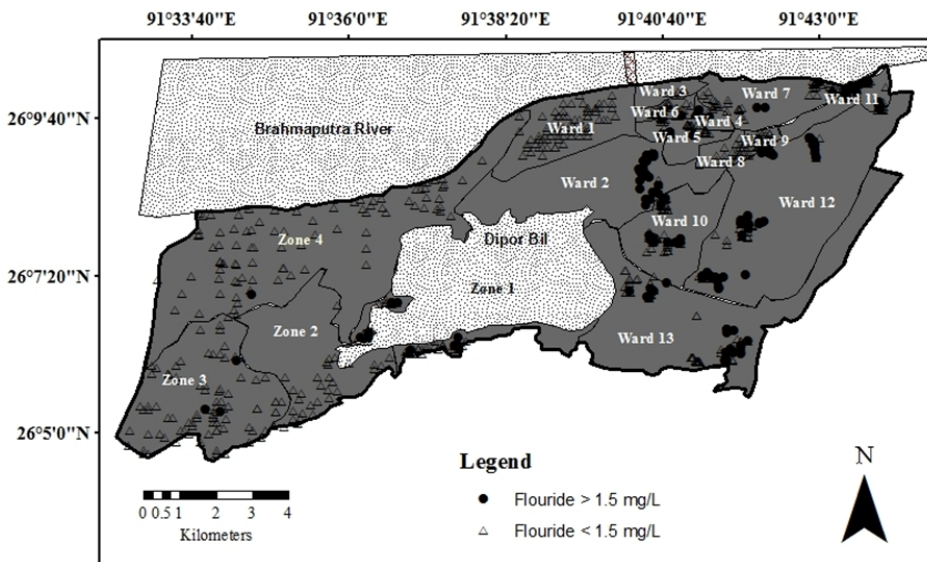 91°33'40"E 91°36'0"E 91°38'20"E 91°40'40"E 91°43'0"E
26°9'40"N
26°7'20"N
26°5'0"N
Brahmaputra River
Ward 3
Ward 7
Ward 11
Ward 6
Ward 4
Ward 1
Ward 5
Ward 9
Ward 8
Ward 2
Ward 12
Ward 10
Zone 4
Dipor Bil
Zone 1
Zone 2
Ward 13
Zone 3
0 0.5 1 2 3 4
Kilometers
Legend
Flouride > 1.5 mg/L
Flouride < 1.5 mg/L
N